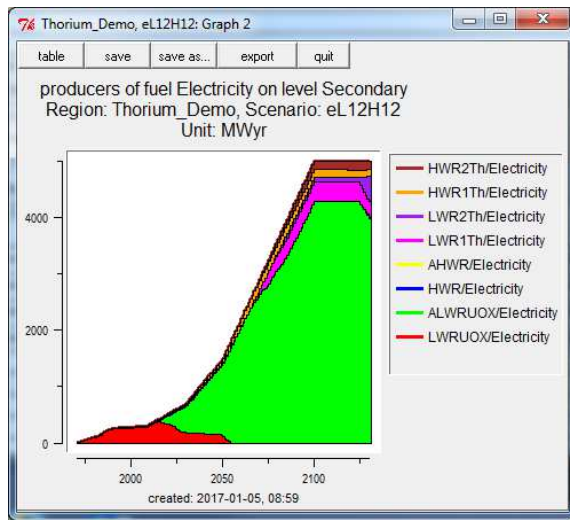 Thorium_Demo, eL12H12: Graph 2
table save save as... export quit
producers of fuel Electricity on level Secondary
Region: Thorium_Demo, Scenario: eL12H12
Unit: MWyr
HWR2Th/Electricity
HWR1Th/Electricity
LWR2Th/Electricity
LWR1Th/Electricity
AHWR/Electricity
HWR/Electricity
ALWRUOX/Electricity
LWRUOX/Electricity
4000
2000
0
2000 2050 2100
created: 2017-01-05, 08:59